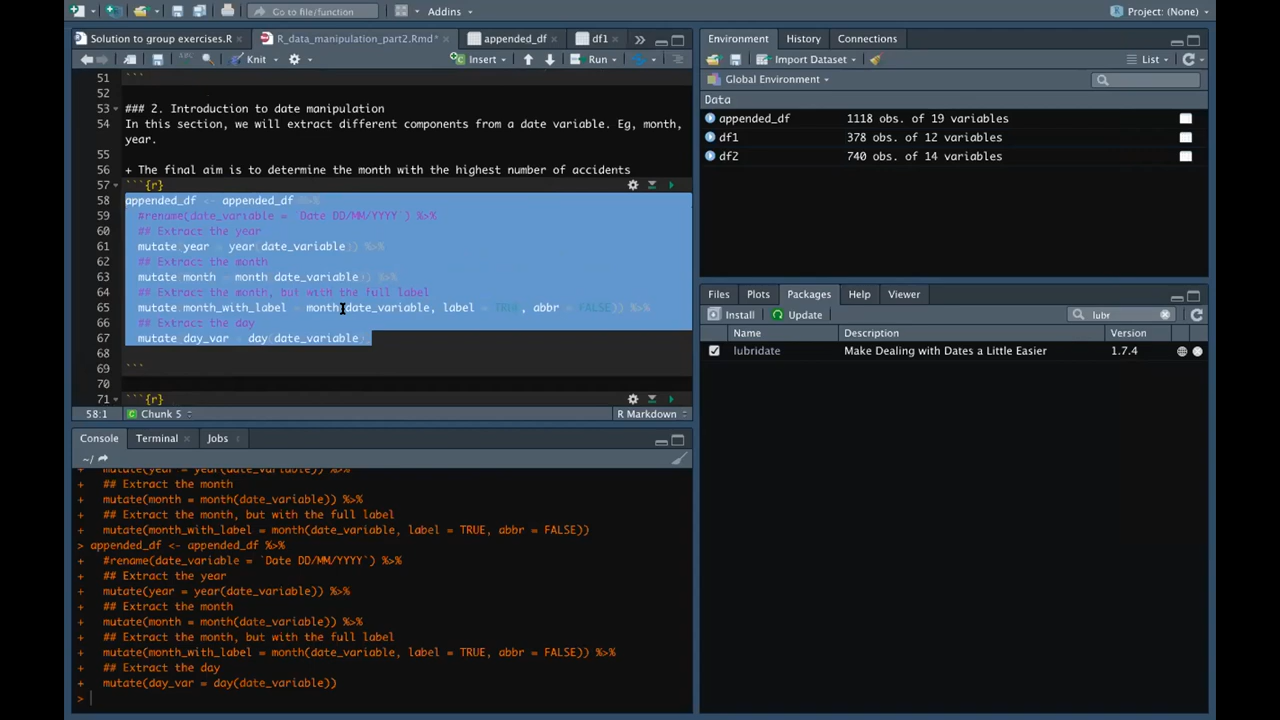 Go to file/function
Addins
Project: (None)
Solution to group exercises.R
R_data_manipulation_part2.Rmd*
appended_df
df1
Knit
Insert
Run
51 ```
52
53 ### 2. Introduction to date manipulation
54 In this section, we will extract different components from a date variable. Eg, month,
year.
55
56 + The final aim is to determine the month with the highest number of accidents
57 ```{r}
58 appended_df <- appended_df %>%
59 #rename(date_variable = `Date DD/MM/YYYY`) %>%
60 ## Extract the year
61 mutate(year = year(date_variable)) %>%
62 ## Extract the month
63 mutate(month = month(date_variable)) %>%
64 ## Extract the month, but with the full label
65 mutate(month_with_label = month(date_variable, label = TRUE, abbr = FALSE)) %>%
66 ## Extract the day
67 mutate(day_var = day(date_variable))
68
69 ```
70
71 ```{r}
58:1 Chunk 5 R Markdown
Console Terminal Jobs
~/
+ mutate(year = year(date_variable)) %>%
+ ## Extract the month
+ mutate(month = month(date_variable)) %>%
+ ## Extract the month, but with the full label
+ mutate(month_with_label = month(date_variable, label = TRUE, abbr = FALSE))
> appended_df <- appended_df %>%
+ #rename(date_variable = `Date DD/MM/YYYY`) %>%
+ ## Extract the year
+ mutate(year = year(date_variable)) %>%
+ ## Extract the month
+ mutate(month = month(date_variable)) %>%
+ ## Extract the month, but with the full label
+ mutate(month_with_label = month(date_variable, label = TRUE, abbr = FALSE)) %>%
+ ## Extract the day
+ mutate(day_var = day(date_variable))
>
Environment History Connections
Import Dataset
List
Global Environment
Data
appended_df 1118 obs. of 19 variables
df1 378 obs. of 12 variables
df2 740 obs. of 14 variables
Files Plots Packages Help Viewer
Install Update lubr
Name Description Version
lubridate Make Dealing with Dates a Little Easier 1.7.4